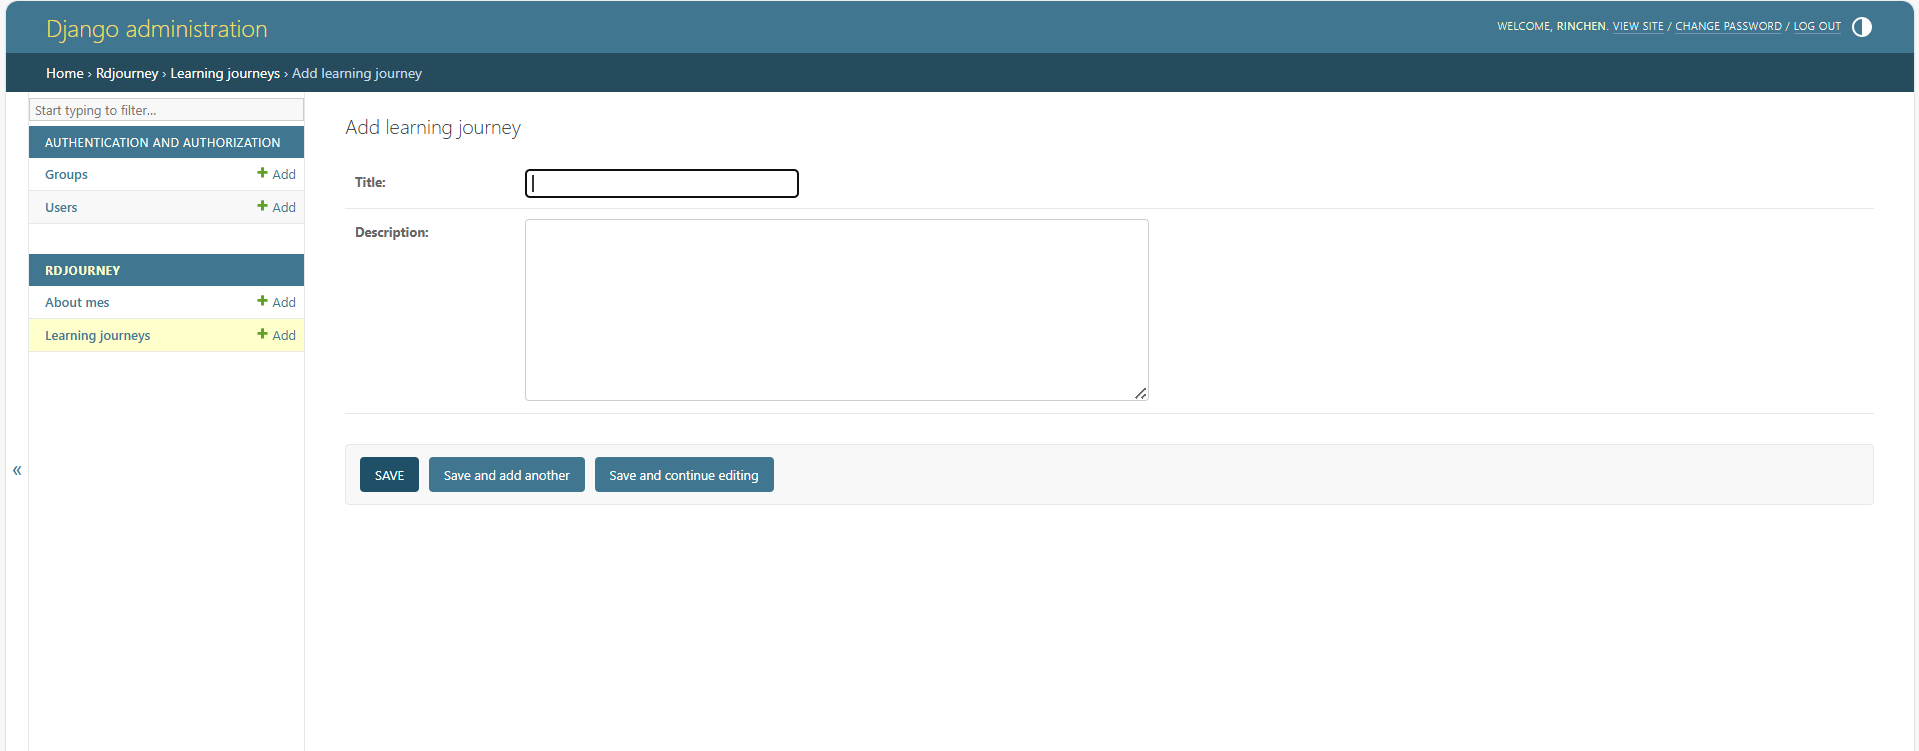 Django administration
WELCOME, RINCHEN. VIEW SITE / CHANGE PASSWORD / LOG OUT
Home › Rdjourney › Learning journeys › Add learning journey
Start typing to filter...
AUTHENTICATION AND AUTHORIZATION
Groups + Add
Users + Add
RDJOURNEY
About mes + Add
Learning journeys + Add
«
Add learning journey
Title:
Description:
SAVE Save and add another Save and continue editing